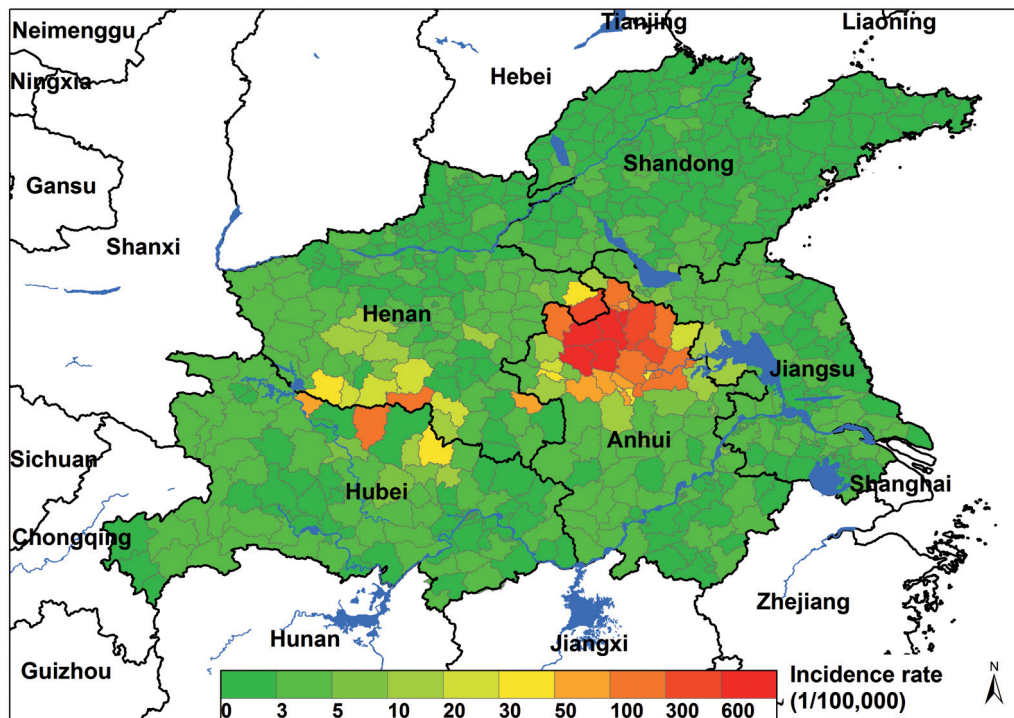 Neimenggu
Tianjing
Liaoning
Ningxia
Hebei
Shandong
Gansu
Shanxi
Henan
Jiangsu
Anhui
Sichuan
Hubei
Shanghai
Chongqing
Zhejiang
Hunan
Jiangxi
Guizhou
Incidence rate
(1/100,000)
N
0 3 5 10 20 30 50 100 300 600